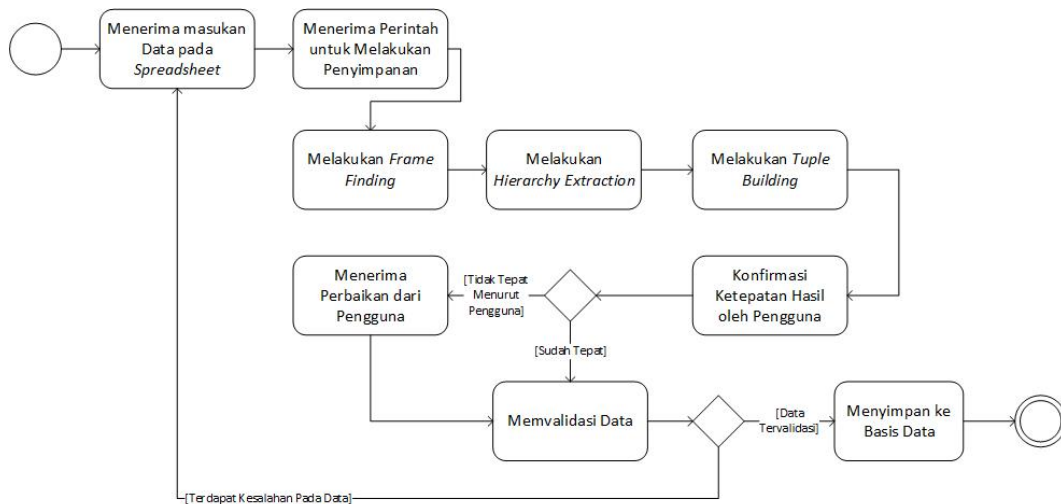 Menerima masukan
Data pada
Spreadsheet
Menerima Perintah
untuk Melakukan
Penyimpanan
Melakukan Frame
Finding
Melakukan
Hierarchy Extraction
Melakukan Tuple
Building
Konfirmasi
Ketepatan Hasil
oleh Pengguna
[Tidak Tepat
Menurut
Pengguna]
Menerima
Perbaikan dari
Pengguna
[Sudah Tepat]
Memvalidasi Data
[Data
Tervalidasi]
Menyimpan ke
Basis Data
[Terdapat Kesalahan Pada Data]